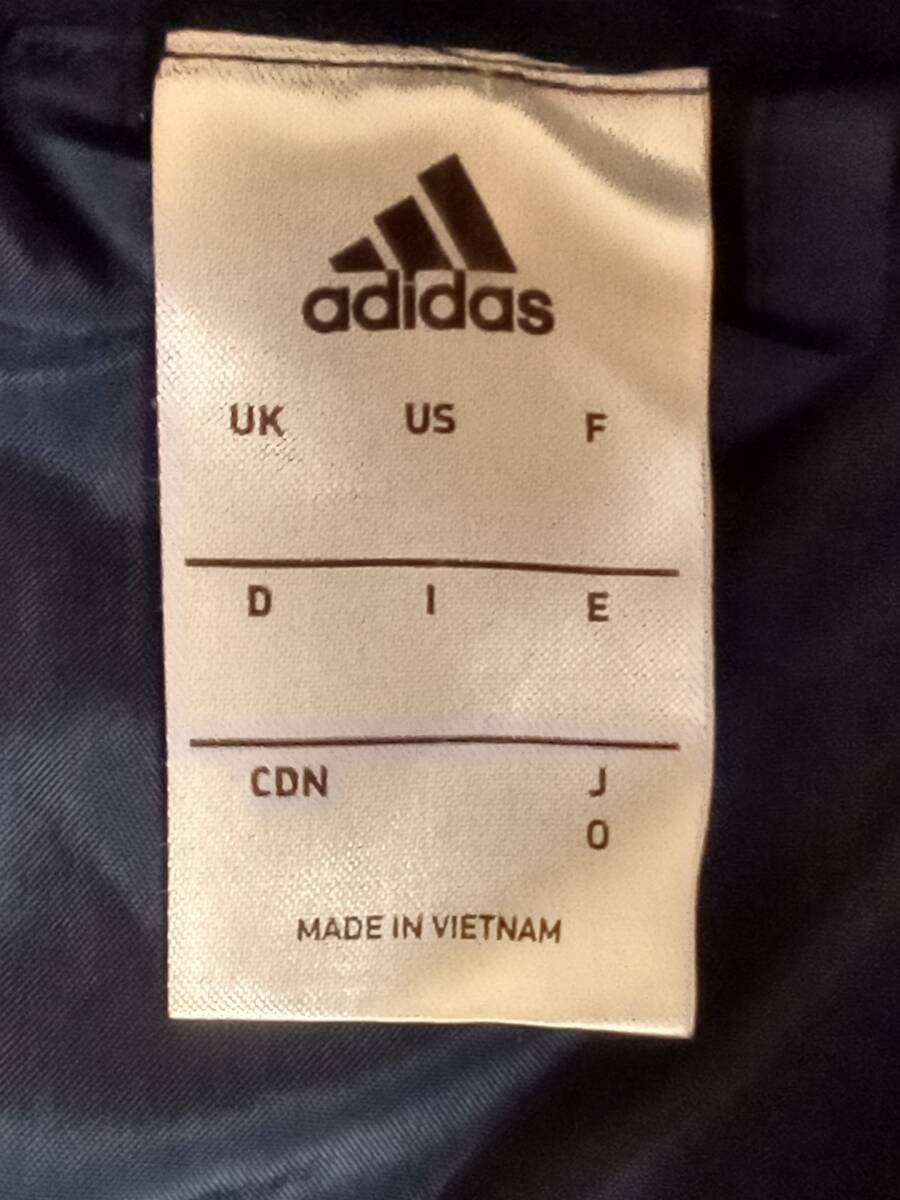 adidas
UK US F
D I E
CDN J
O
MADE IN VIETNAM